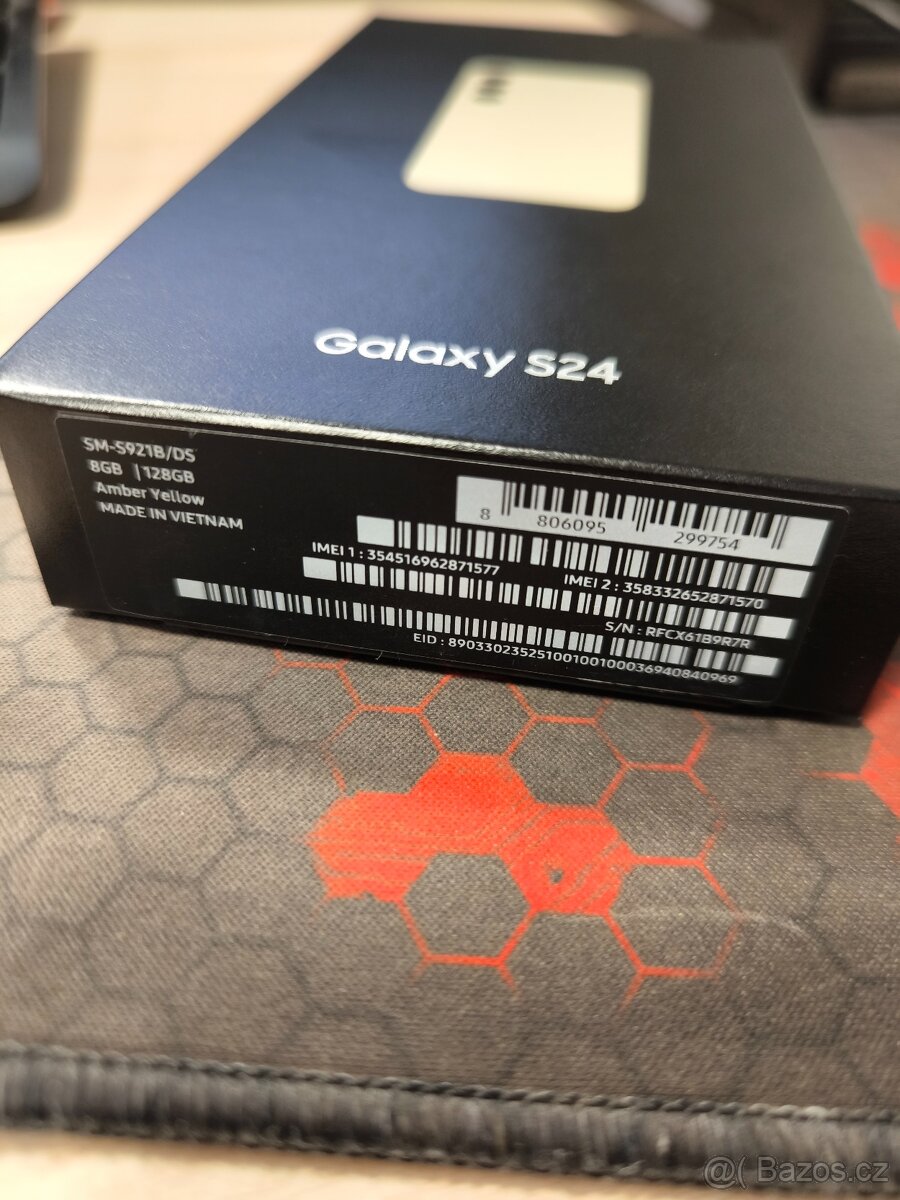 Galaxy S24
SM-S921B/DS
8GB | 128GB
Amber Yellow
MADE IN VIETNAM
8 806095 299754
IMEI 1 : 354516962871577
IMEI 2 : 358332652871570
S/N : RFCX61B9R7R
EID : 89033023525100100100036940840969
@( Bazos.cz